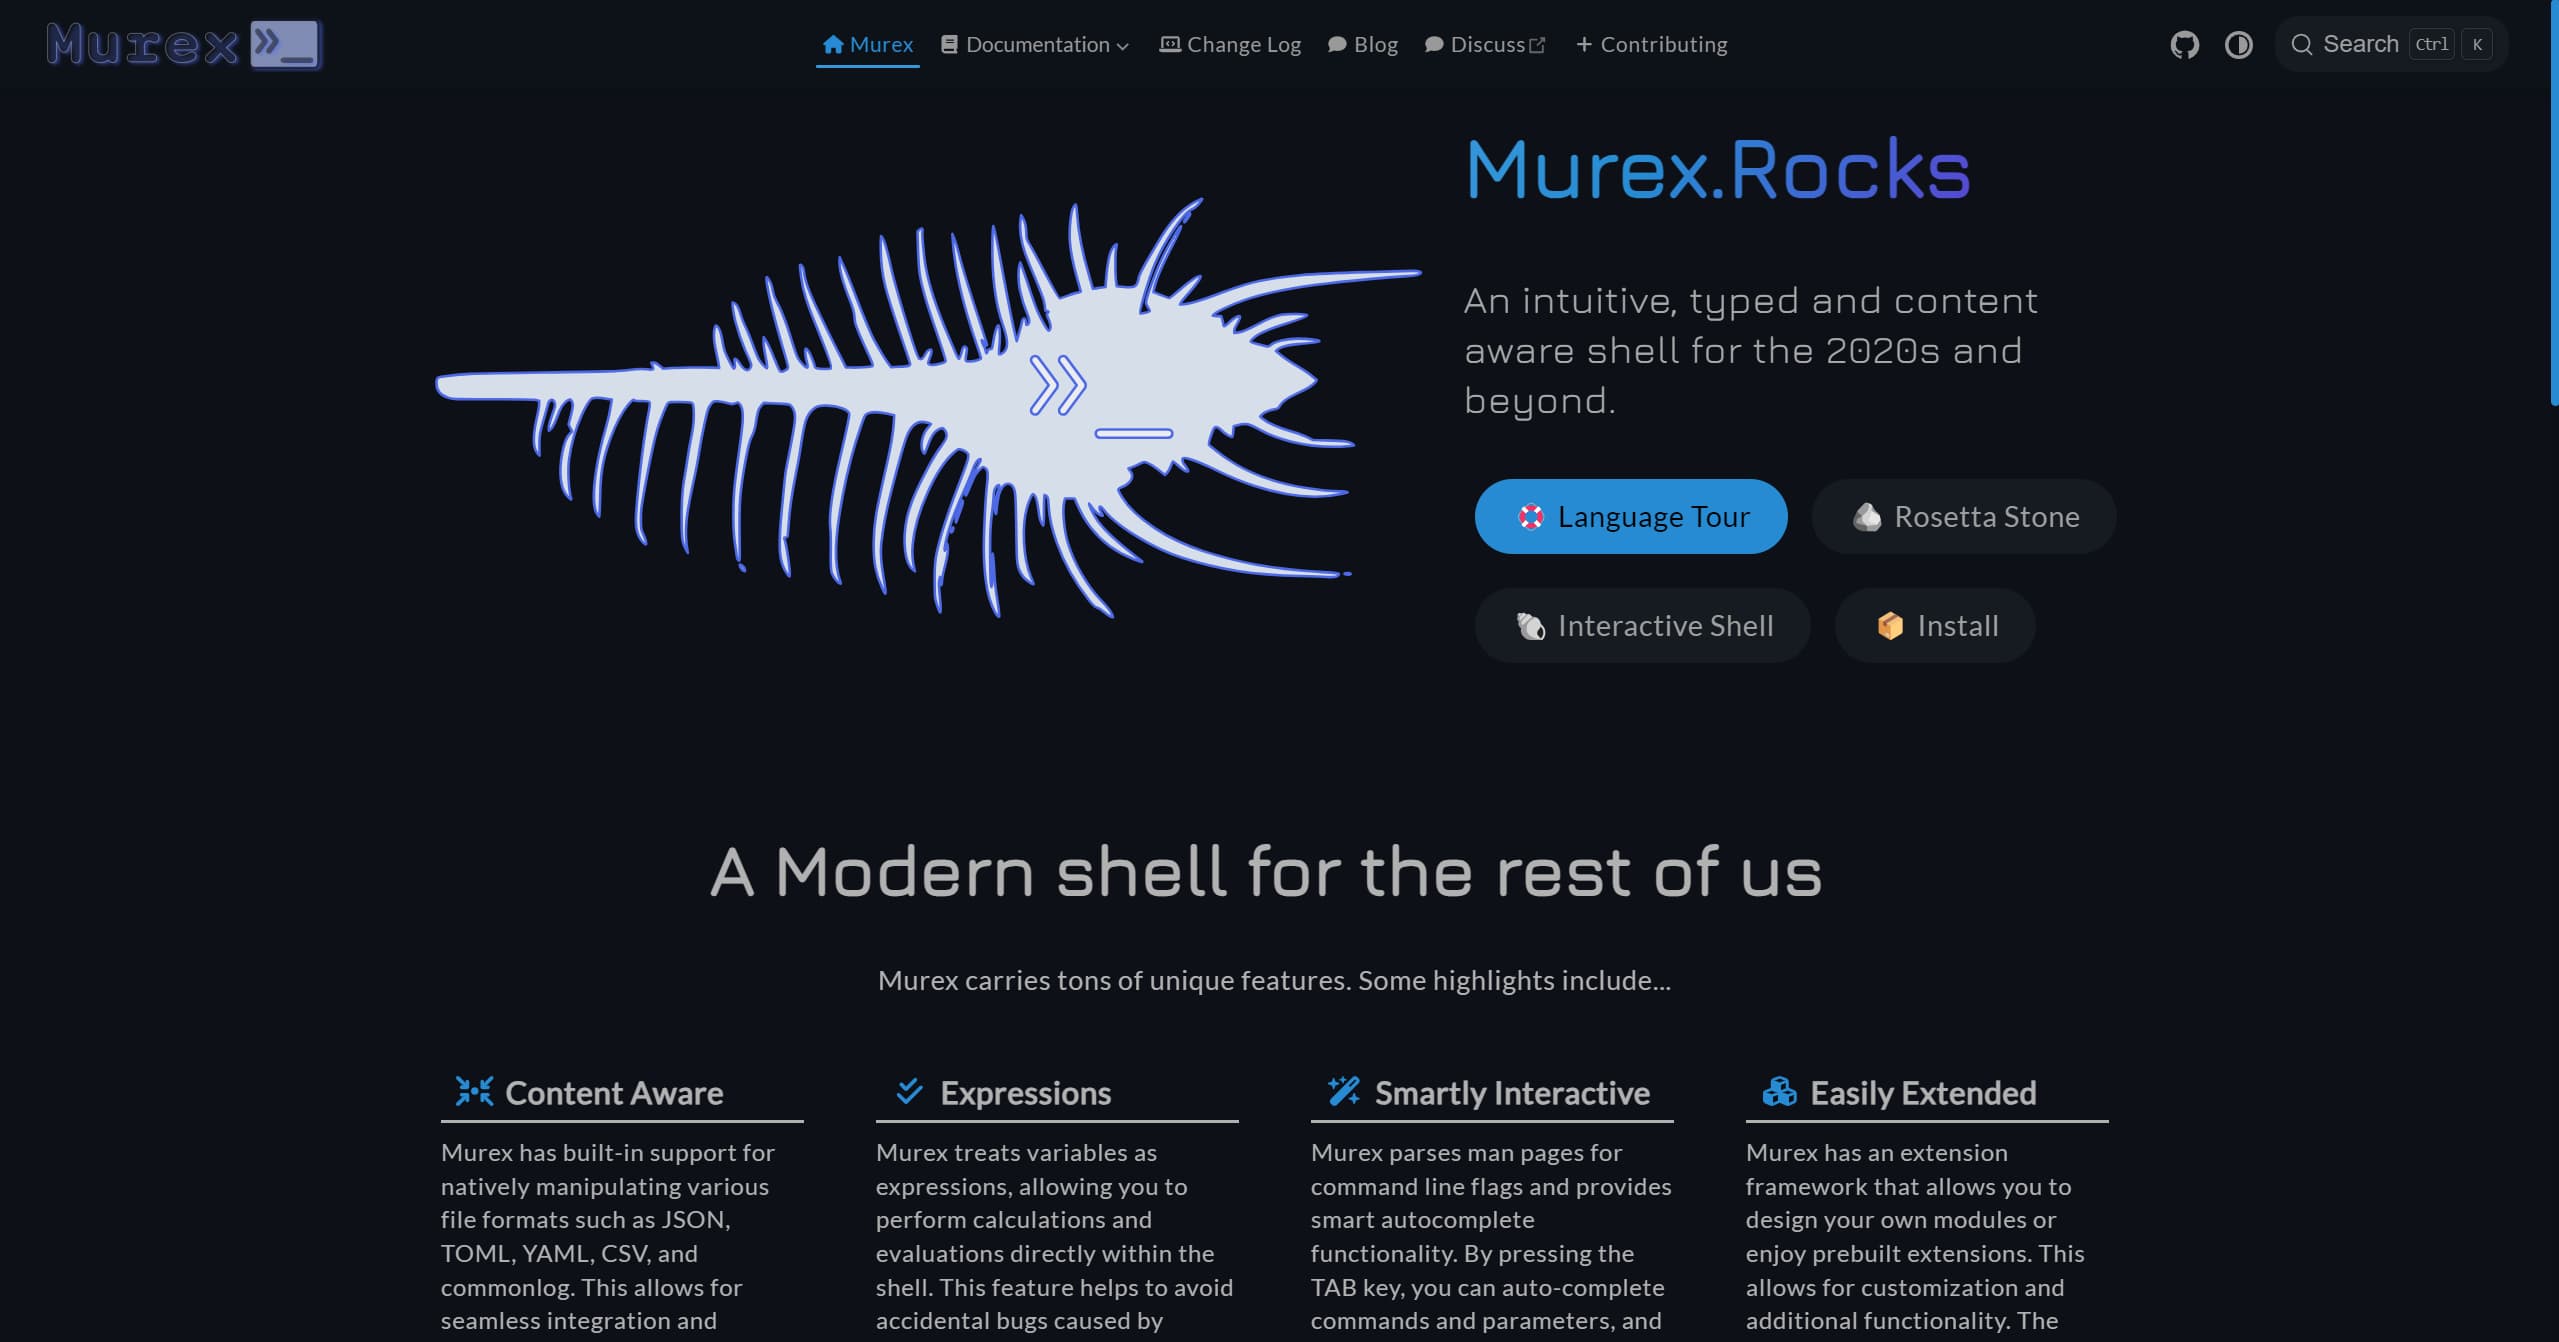 Murex
Murex
Documentation
Change Log
Blog
Discuss
Contributing
Search Ctrl K
Murex.Rocks
An intuitive, typed and content
aware shell for the 2020s and
beyond.
Language Tour
Rosetta Stone
Interactive Shell
Install
A Modern shell for the rest of us
Murex carries tons of unique features. Some highlights include...
Content Aware
Murex has built-in support for
natively manipulating various
file formats such as JSON,
TOML, YAML, CSV, and
commonlog. This allows for
seamless integration and
Expressions
Murex treats variables as
expressions, allowing you to
perform calculations and
evaluations directly within the
shell. This feature helps to avoid
accidental bugs caused by
Smartly Interactive
Murex parses man pages for
command line flags and provides
smart autocomplete
functionality. By pressing the
TAB key, you can auto-complete
commands and parameters, and
Easily Extended
Murex has an extension
framework that allows you to
design your own modules or
enjoy prebuilt extensions. This
allows for customization and
additional functionality. The